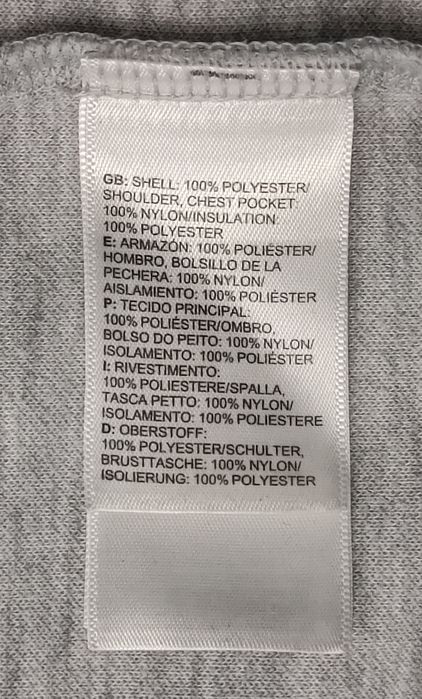 GB: SHELL: 100% POLYESTER/
SHOULDER, CHEST POCKET:
100% NYLON/INSULATION:
100% POLYESTER
E: ARMAZÓN: 100% POLIÉSTER/
HOMBRO, BOLSILLO DE LA
PECHERA: 100% NYLON/
AISLAMIENTO: 100% POLIÉSTER
P: TECIDO PRINCIPAL:
100% POLIÉSTER/OMBRO,
BOLSO DO PEITO: 100% NYLON/
ISOLAMENTO: 100% POLIÉSTER
I: RIVESTIMENTO:
100% POLIESTERE/SPALLA,
TASCA PETTO: 100% NYLON/
ISOLAMENTO: 100% POLIESTERE
D: OBERSTOFF:
100% POLYESTER/SCHULTER,
BRUSTTASCHE: 100% NYLON/
ISOLIERUNG: 100% POLYESTER